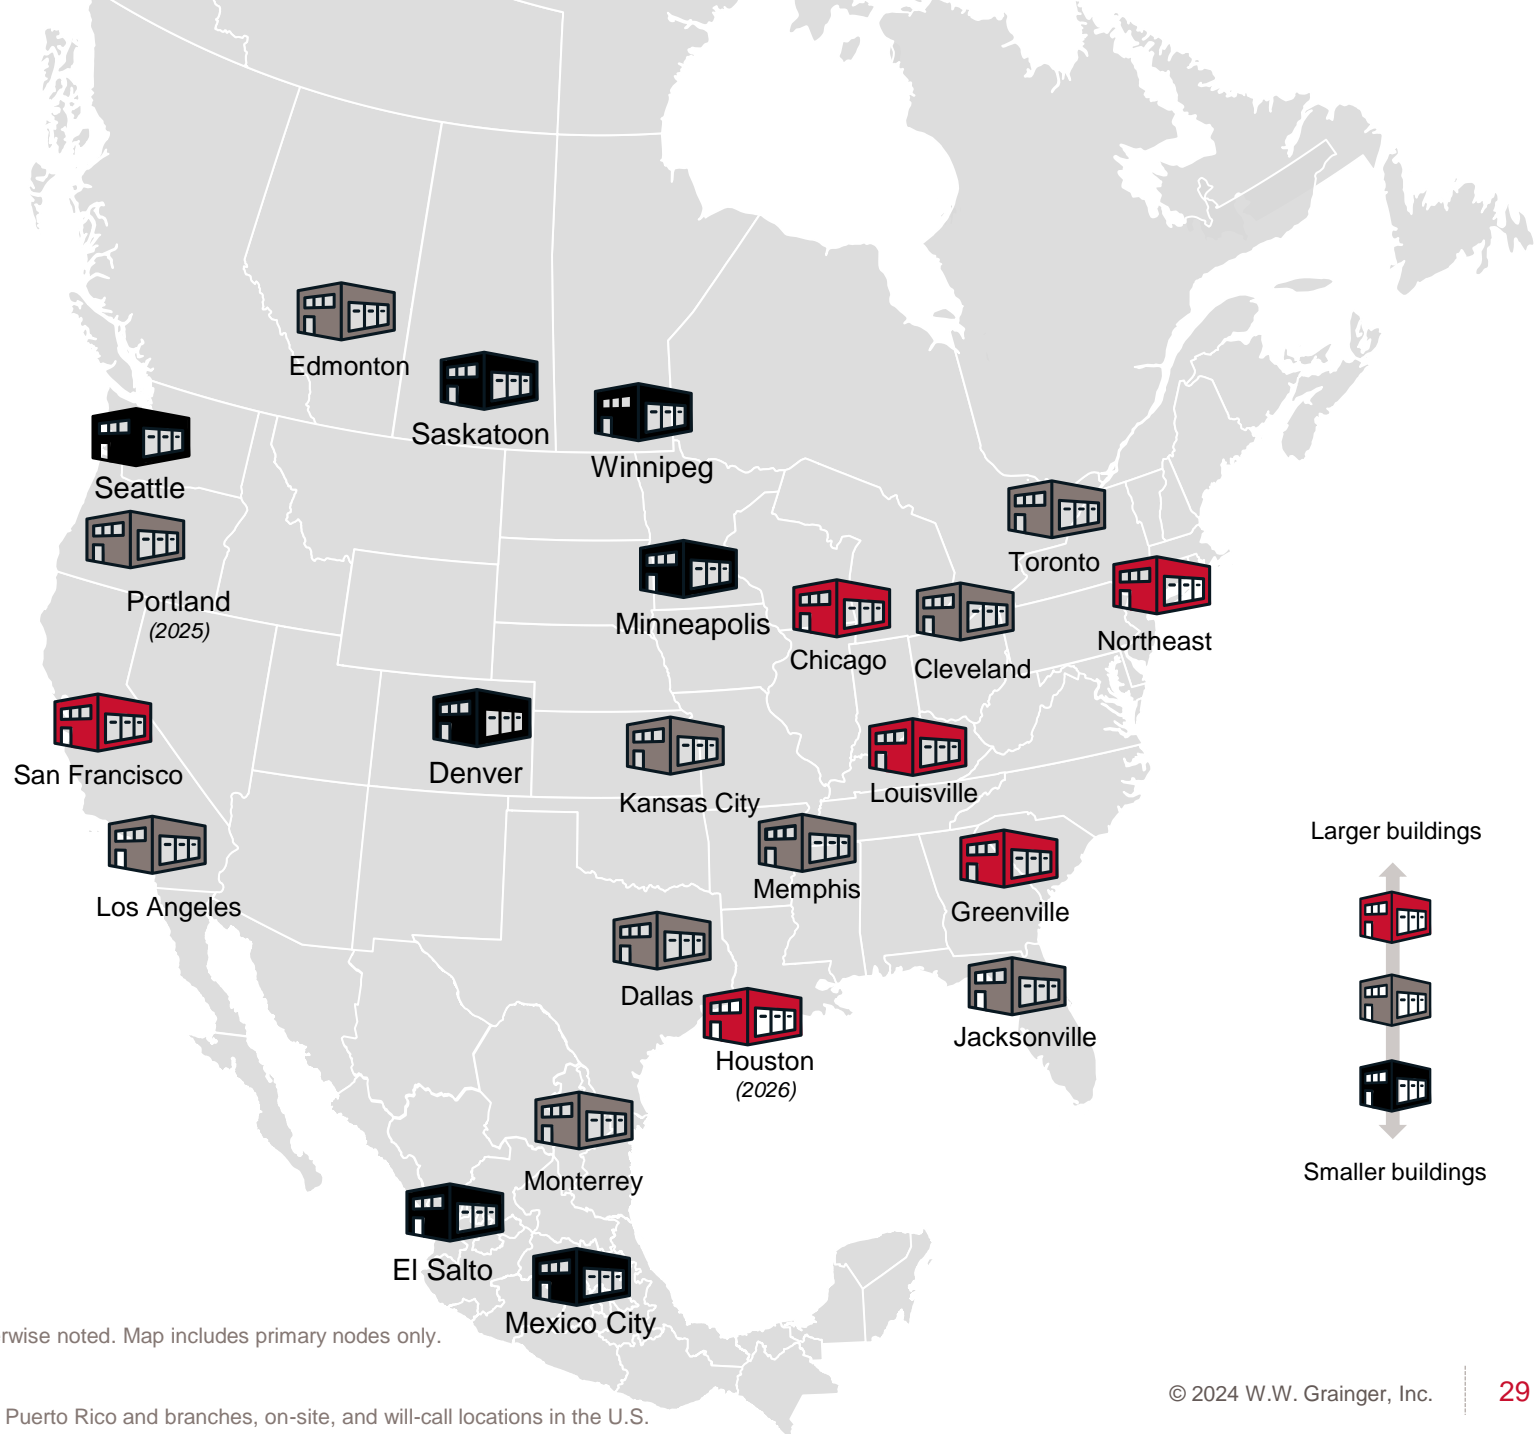 Edmonton
Saskatoon
Winnipeg
Seattle
Portland
(2025)
Minneapolis
Toronto
Northeast
Chicago
Cleveland
San Francisco
Denver
Kansas City
Louisville
Larger buildings
Los Angeles
Memphis
Greenville
Dallas
Jacksonville
Houston
(2026)
Monterrey
Smaller buildings
El Salto
Mexico City
rwise noted. Map includes primary nodes only.
© 2024 W.W. Grainger, Inc.
29
Puerto Rico and branches, on-site, and will-call locations in the U.S.